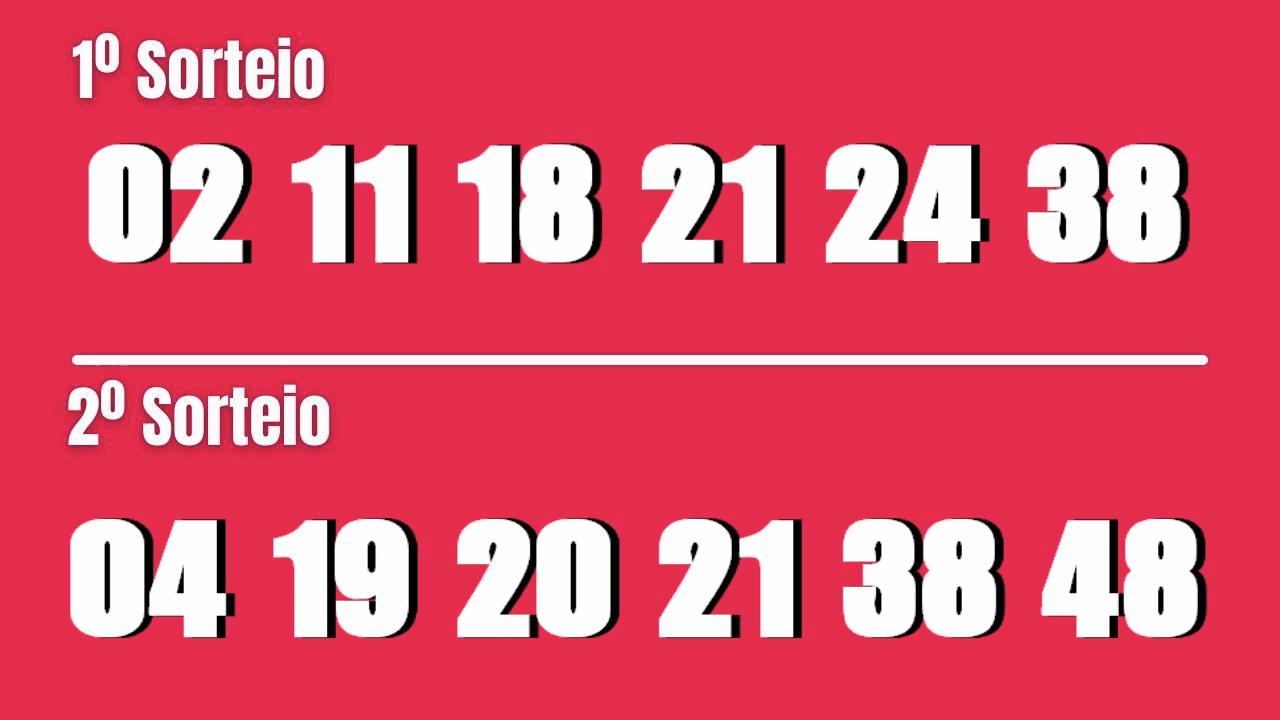 1º Sorteio
02 11 18 21 24 38
2º Sorteio
04 19 20 21 38 48